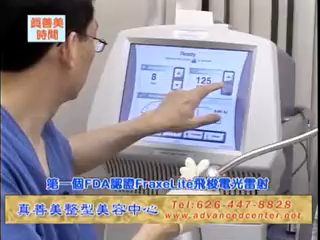 真善美
時間
Ready
8
125
第一個FDA認證FraxeLite飛梭電光雷射
真善美整型美容中心
Tel:626-447-8828
www.advancedcenter.net